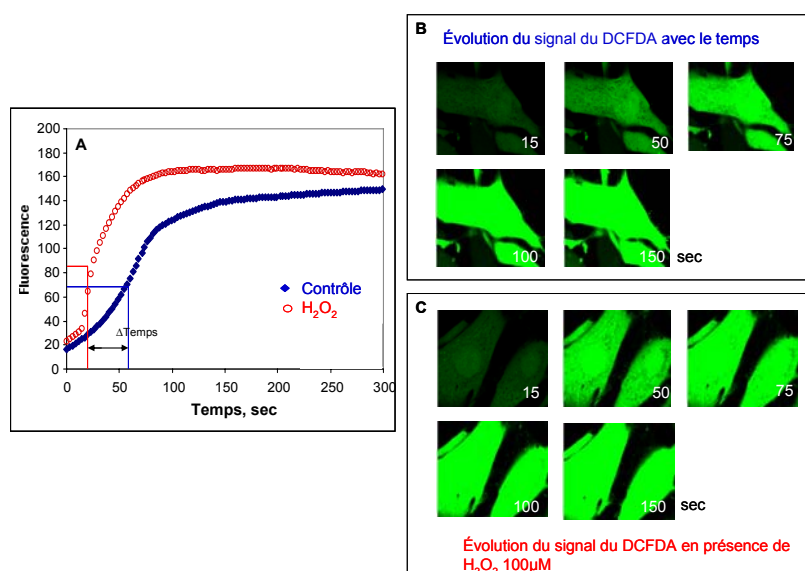 A
200
180
160
140
120
100
80
60
40
20
0
Fluorescence
Contrôle
H₂O₂
ΔTemps
0 50 100 150 200 250 300
Temps, sec
B
Évolution du signal du DCFDA avec le temps
15 50 75
100 150 sec
C
15 50 75
100 150 sec
Évolution du signal du DCFDA en présence de
H₂O₂ 100µM